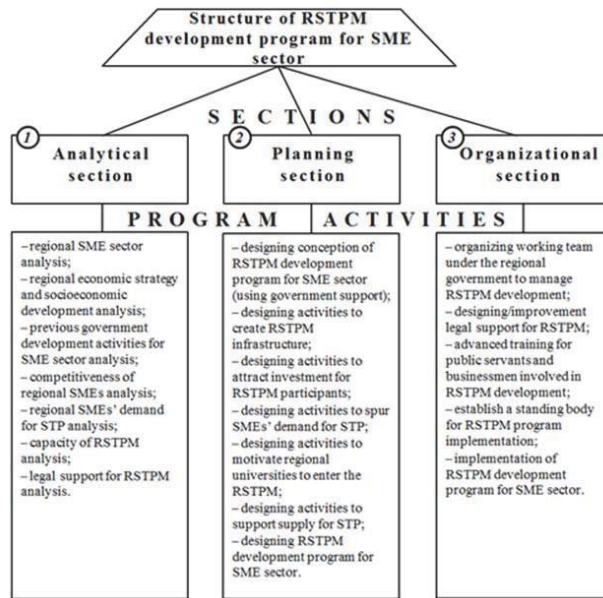 Structure of RSTPM
development program for SME
sector
SECTIONS
1
Analytical
section
2
Planning
section
3
Organizational
section
PROGRAM ACTIVITIES
– regional SME sector
analysis;
– regional economic strategy
and socioeconomic
development analysis;
– previous government
development activities for
SME sector analysis;
– competitiveness of
regional SMEs analysis;
– regional SMEs' demand
for STP analysis;
– capacity of RSTPM
analysis;
– legal support for RSTPM
analysis.
– designing conception of
RSTPM development
program for SME sector
(using government support);
– designing activities to
create RSTPM
infrastructure;
– designing activities to
attract investment for
RSTPM participants;
– designing activities to spur
SMEs' demand for STP;
– designing activities to
motivate regional
universities to enter the
RSTPM;
– designing activities to
support supply for STP;
– designing RSTPM
development program for
SME sector.
– organizing working team
under the regional
government to manage
RSTPM development;
– designing/improvement
legal support for RSTPM;
– advanced training for
public servants and
businessmen involved in
RSTPM development;
– establish a standing body
for RSTPM program
implementation;
– implementation of
RSTPM development
program for SME sector.